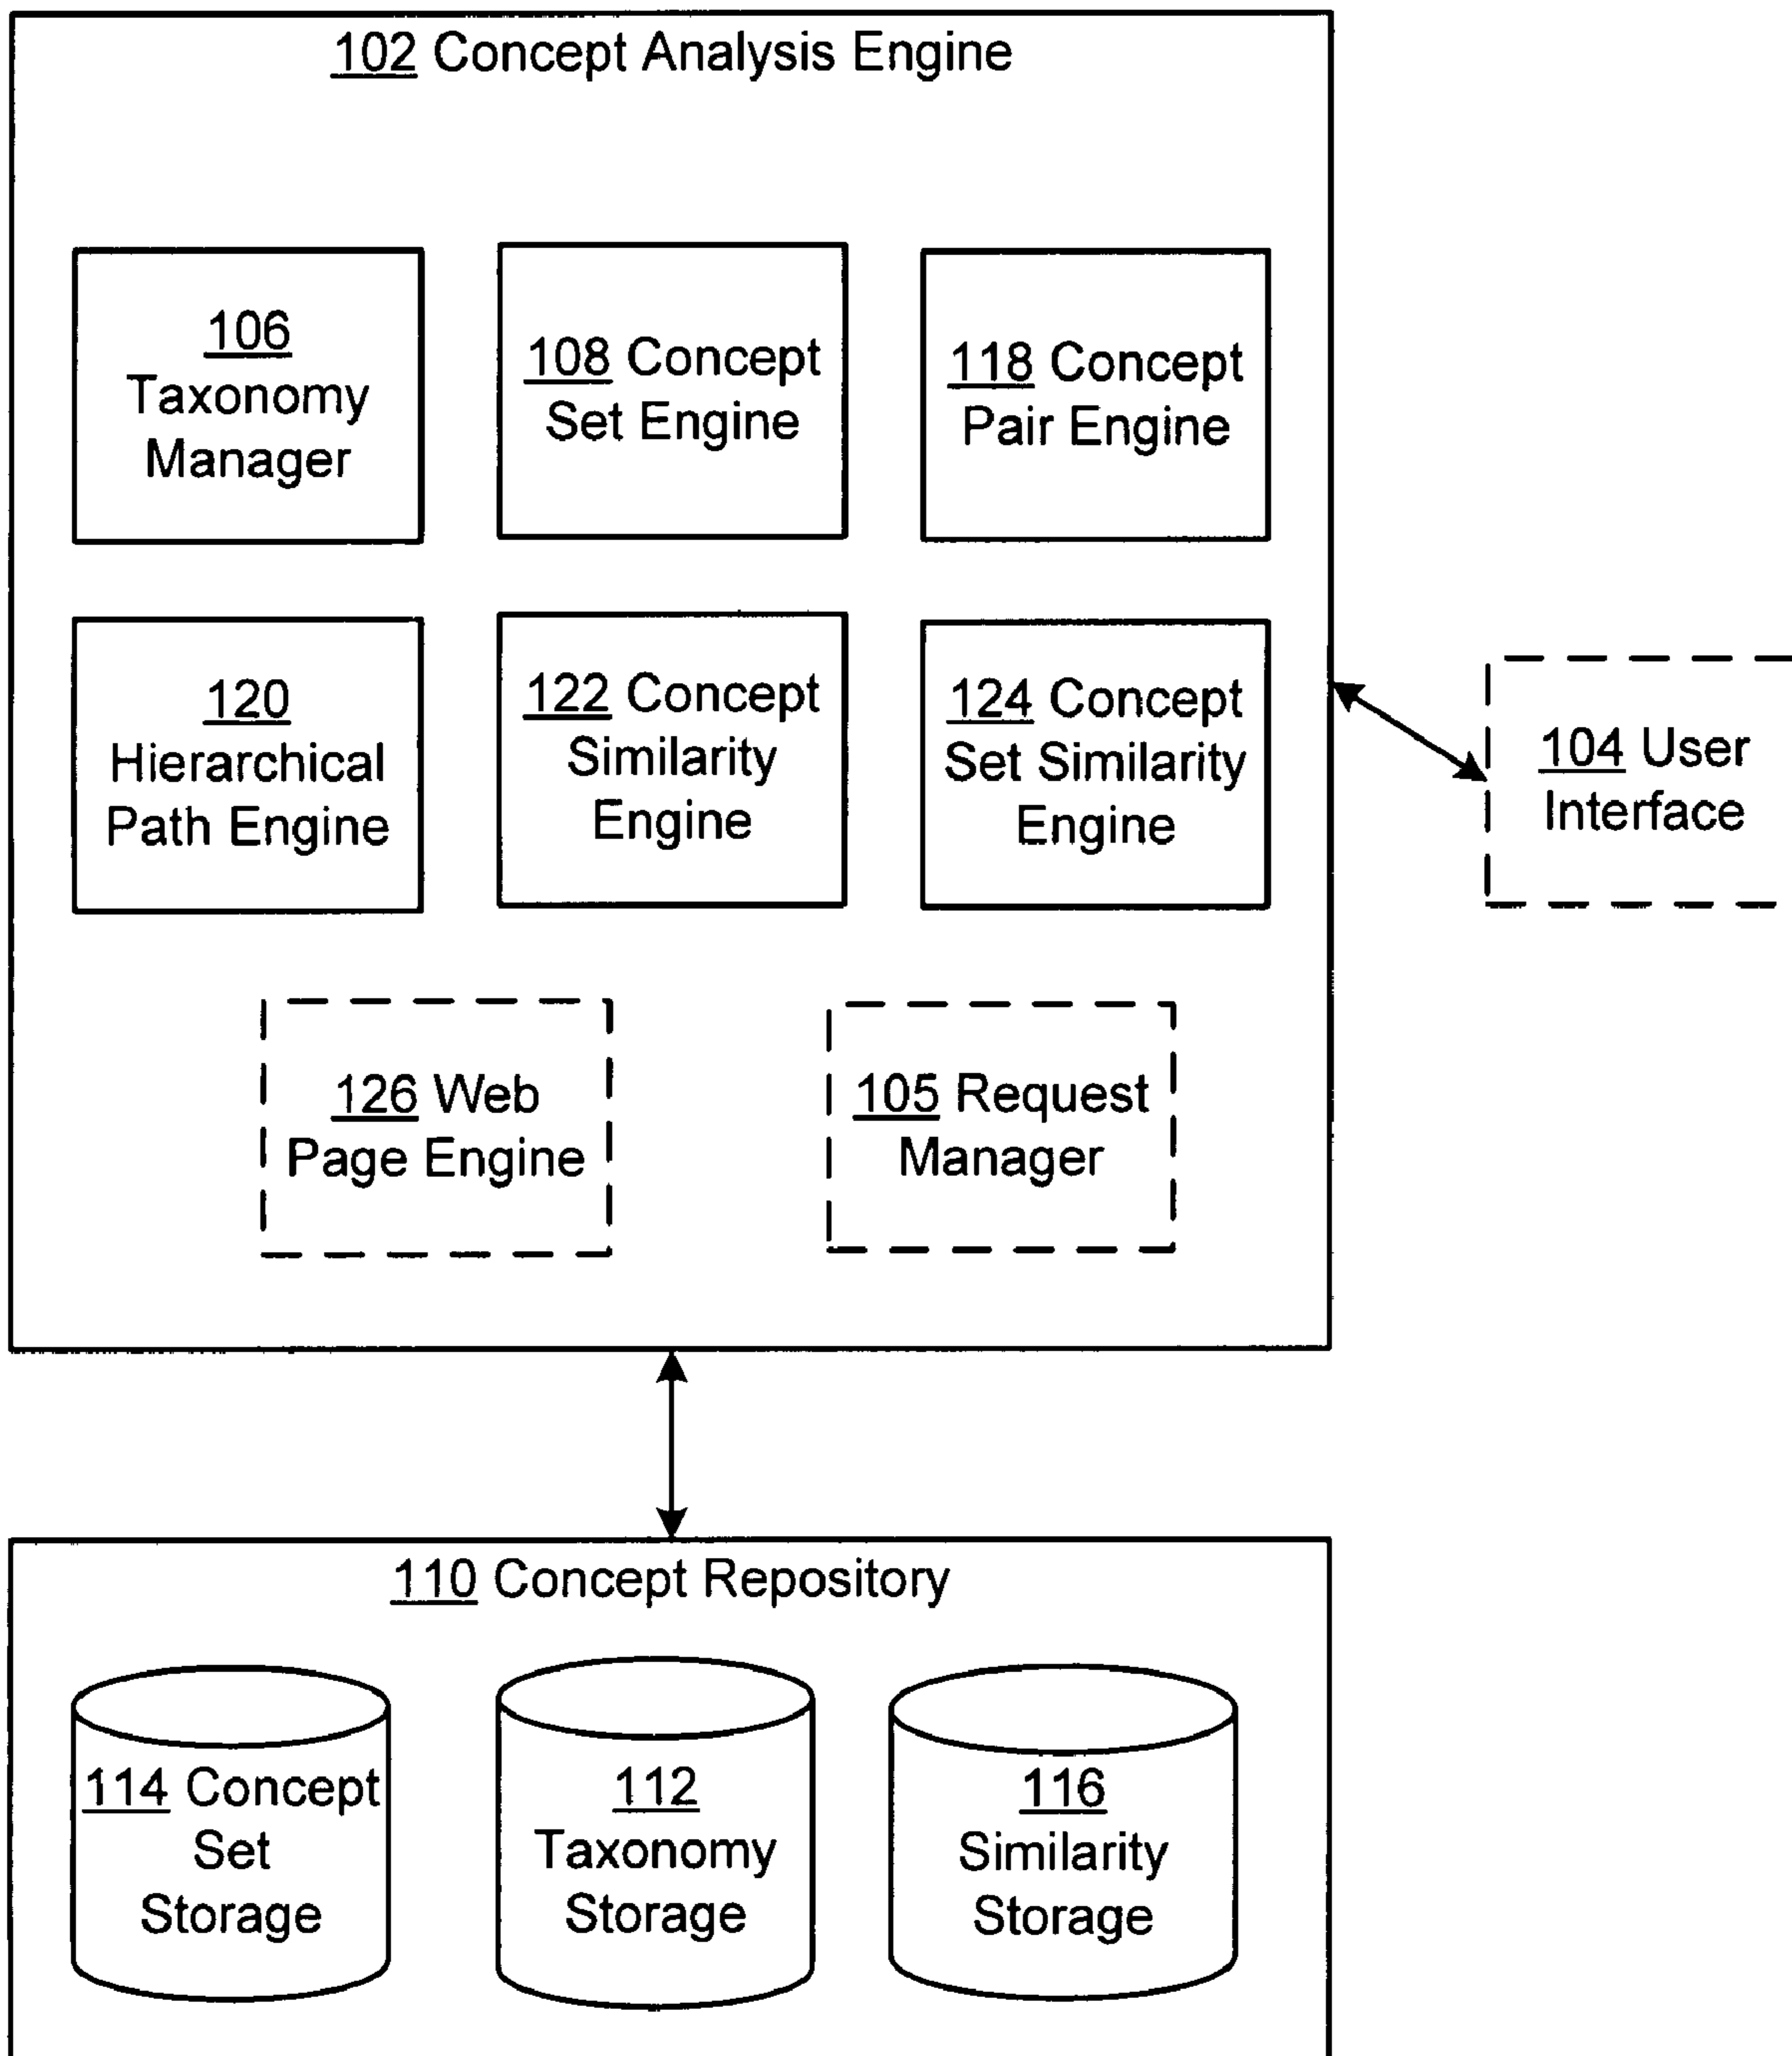 102 Concept Analysis Engine
106
Taxonomy
Manager
108 Concept
Set Engine
118 Concept
Pair Engine
120
Hierarchical
Path Engine
122 Concept
Similarity
Engine
124 Concept
Set Similarity
Engine
104 User
Interface
126 Web
Page Engine
105 Request
Manager
110 Concept Repository
114 Concept
Set
Storage
112
Taxonomy
Storage
116
Similarity
Storage